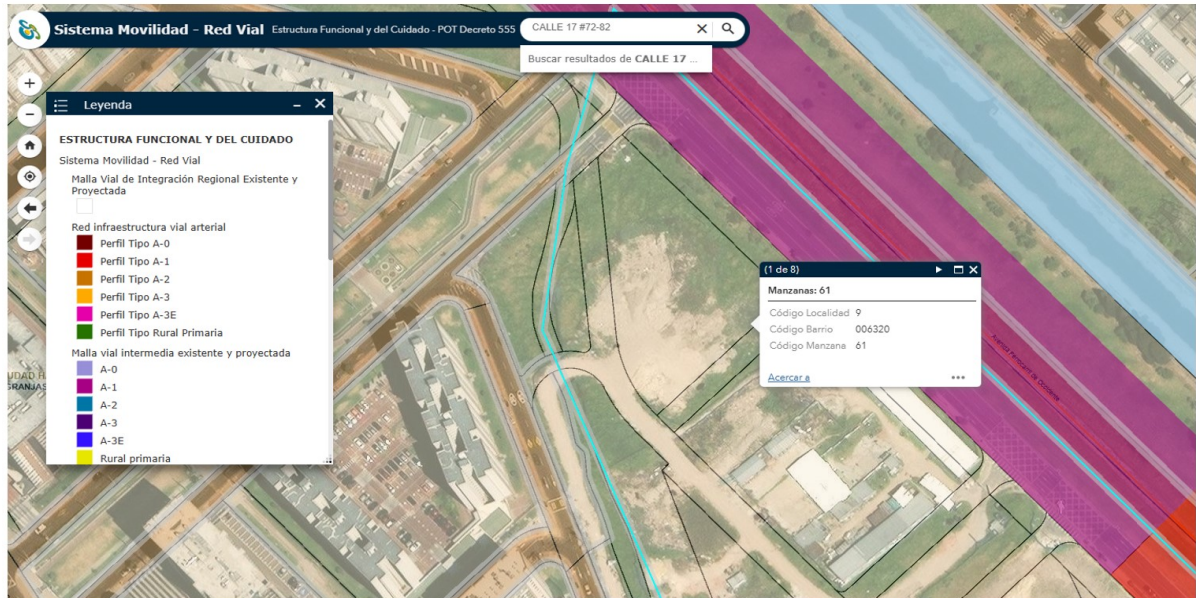 Sistema Movilidad - Red Vial Estructura Funcional y del Cuidado - POT Decreto 555
CALLE 17 #72-82
Buscar resultados de CALLE 17 ...
Leyenda
ESTRUCTURA FUNCIONAL Y DEL CUIDADO
Sistema Movilidad - Red Vial
Malla Vial de Integración Regional Existente y
Proyectada
Red infraestructura vial arterial
Perfil Tipo A-0
Perfil Tipo A-1
Perfil Tipo A-2
Perfil Tipo A-3
Perfil Tipo A-3E
Perfil Tipo Rural Primaria
Malla vial intermedia existente y proyectada
A-0
A-1
A-2
A-3
A-3E
Rural primaria
(1 de 8)
Manzanas: 61
Código Localidad 9
Código Barrio 006320
Código Manzana 61
Acercar a
GRANJAS